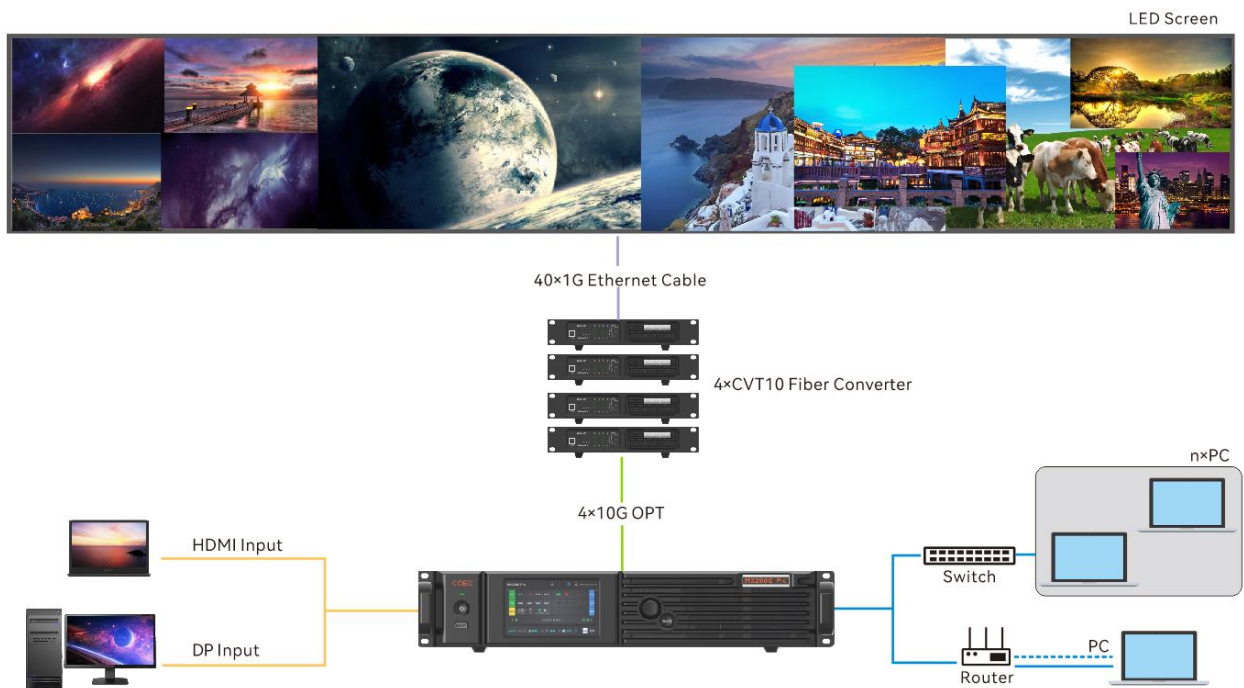 LED Screen
40×1G Ethernet Cable
4×CVT10 Fiber Converter
n×PC
4×10G OPT
HDMI Input
Switch
COEX
DP Input
PC
Router